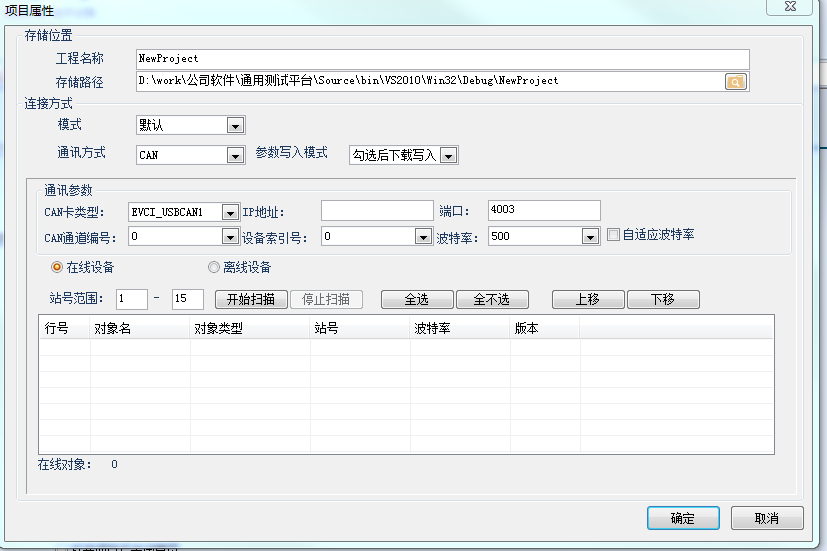 项目属性
存储位置
工程名称 NewProject
存储路径 D:\work\公司软件\通用测试平台\Source\bin\VS2010\Win32\Debug\NewProject
连接方式
模式 默认
通讯方式 CAN 参数写入模式 勾选后下载写入
通讯参数
CAN卡类型: EVCI_USBCAN1 IP地址: 端口: 4003
CAN通道编号: 0 设备索引号: 0 波特率: 500 自适应波特率
在线设备 离线设备
站号范围: 1 - 15 开始扫描 停止扫描 全选 全不选 上移 下移
行号 对象名 对象类型 站号 波特率 版本
在线对象: 0
确定 取消